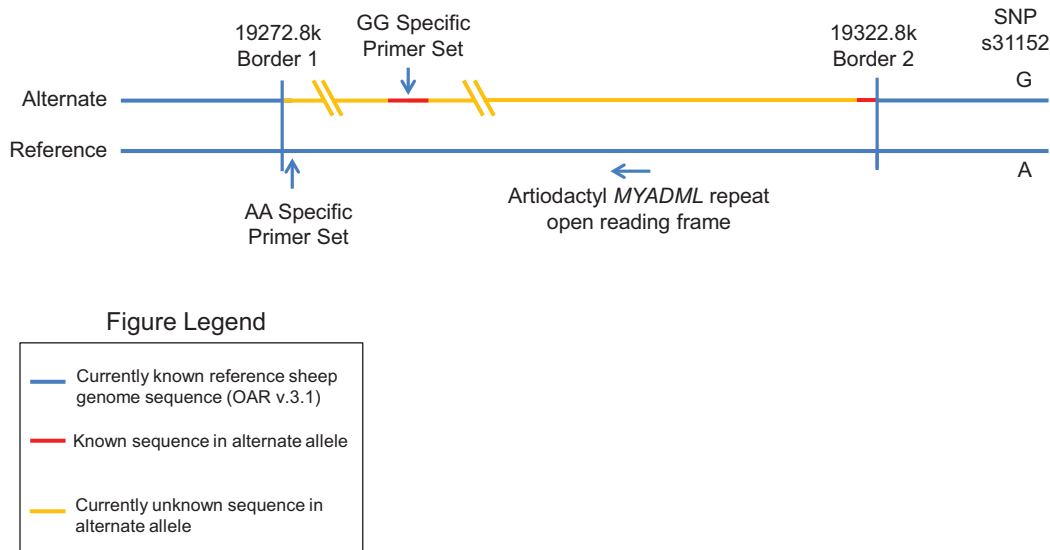 GG Specific
Primer Set
19272.8k
Border 1
19322.8k
Border 2
SNP
s31152
Alternate
G
Reference
A
AA Specific
Primer Set
Artiodactyl MYADML repeat
open reading frame
Figure Legend
Currently known reference sheep
genome sequence (OAR v.3.1)
Known sequence in alternate allele
Currently unknown sequence in
alternate allele